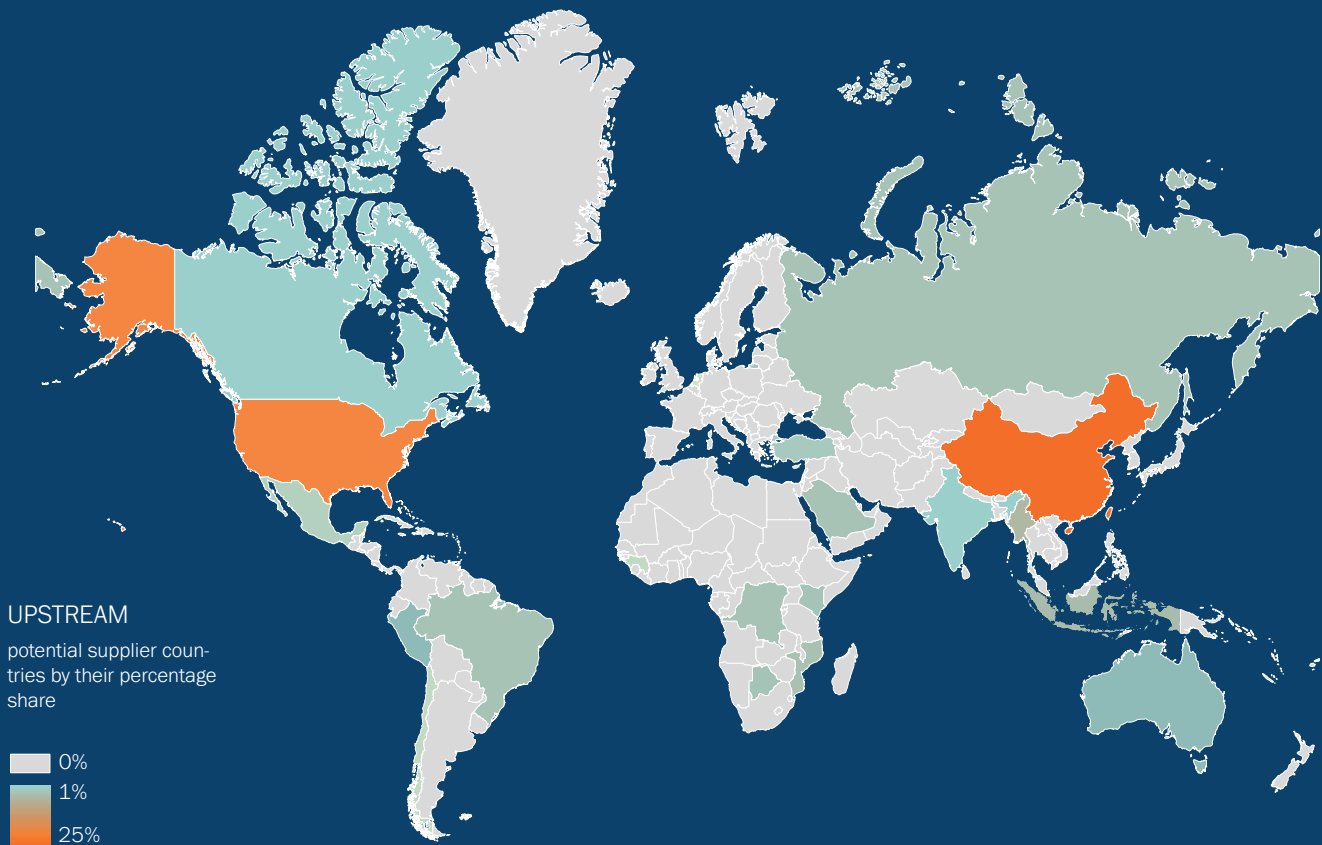 UPSTREAM
potential supplier coun-
tries by their percentage
share
0%
1%
25%